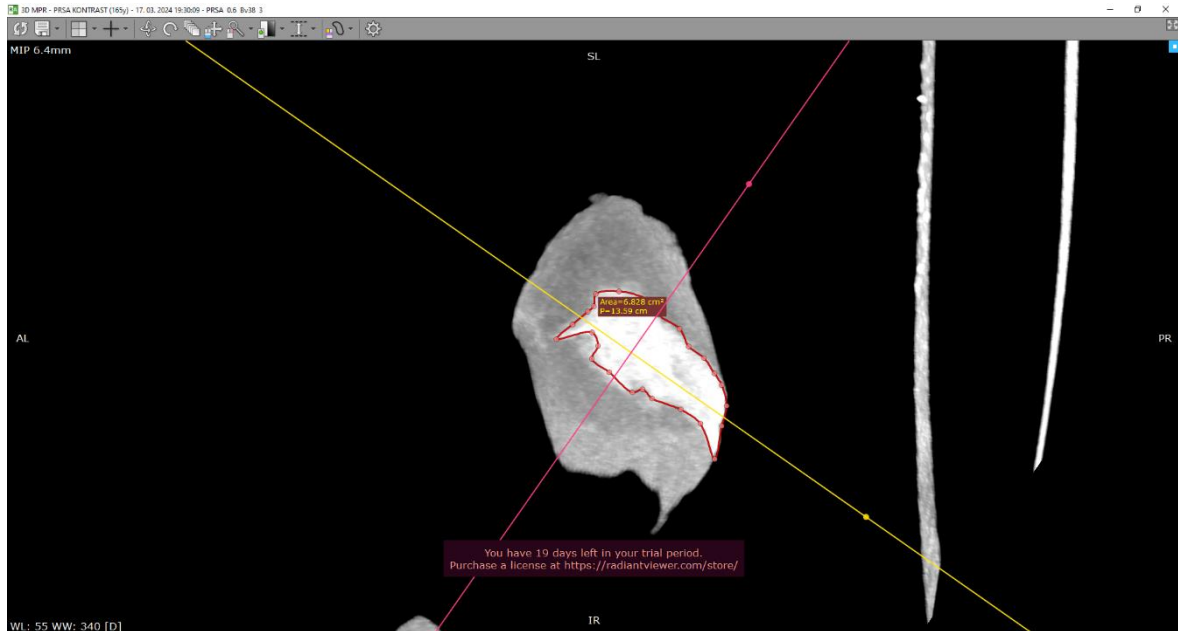 3D MPR - PRSA KONTRAST (165y) - 17. 03. 2024 19:30:09 - PRSA 0.6 Bv38 3
MIP 6.4mm
SL
Area=6.828 cm²
P=13.59 cm
AL
PR
You have 19 days left in your trial period.
Purchase a license at https://radiantviewer.com/store/
WL: 55 WW: 340 [D]
IR